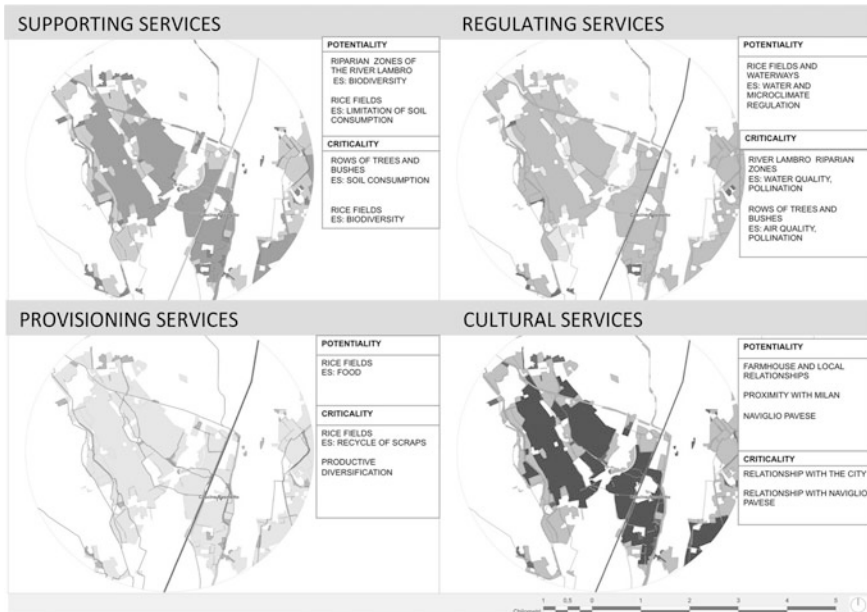 SUPPORTING SERVICES
POTENTIALITY
RIPARIAN ZONES OF
THE RIVER LAMBRO
ES: BIODIVERSITY
RICE FIELDS
ES: LIMITATION OF SOIL
CONSUMPTION
CRITICALITY
ROWS OF TREES AND
BUSHES
ES: SOIL CONSUMPTION
RICE FIELDS
ES: BIODIVERSITY
REGULATING SERVICES
POTENTIALITY
RICE FIELDS AND
WATERWAYS
ES: WATER AND
MICROCLIMATE
REGULATION
CRITICALITY
RIVER LAMBRO RIPARIAN
ZONES
ES: WATER QUALITY,
POLLINATION
ROWS OF TREES AND
BUSHES
ES: AIR QUALITY,
POLLINATION
PROVISIONING SERVICES
POTENTIALITY
RICE FIELDS
ES: FOOD
CRITICALITY
RICE FIELDS
ES: RECYCLE OF SCRAPS
PRODUCTIVE
DIVERSIFICATION
CULTURAL SERVICES
POTENTIALITY
FARMHOUSE AND LOCAL
RELATIONSHIPS
PROXIMITY WITH MILAN
NAVIGLIO PAVESE
CRITICALITY
RELATIONSHIP WITH THE CITY
RELATIONSHIP WITH NAVIGLIO
PAVESE
1 0,5 0 1 2 3 4 5